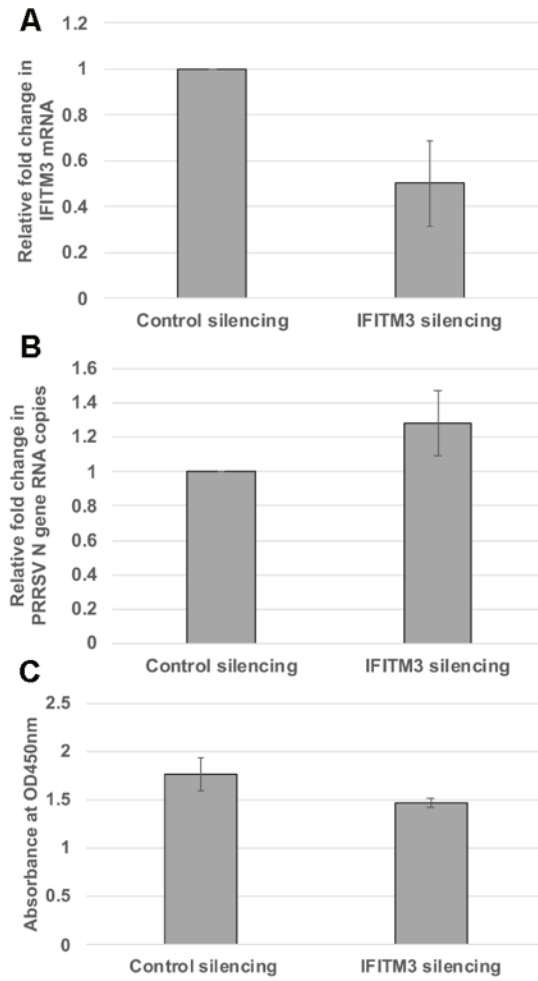 A
Relative fold change in
IFITM3 mRNA
1.2
1
0.8
0.6
0.4
0.2
0
Control silencing
IFITM3 silencing
B
Relative fold change in
PRRSV N gene RNA copies
1.6
1.4
1.2
1
0.8
0.6
0.4
0.2
0
Control silencing
IFITM3 silencing
C
Absorbance at OD450nm
2.5
2
1.5
1
0.5
0
Control silencing
IFITM3 silencing